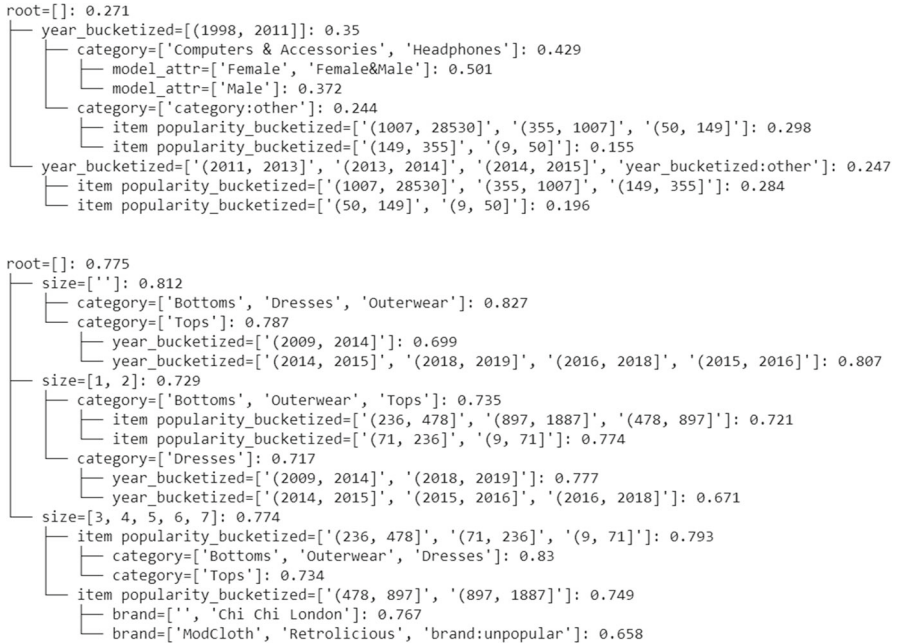 root=[]: 0.271
year_bucketized=[(1998, 2011]]: 0.35
category=['Computers & Accessories', 'Headphones']: 0.429
model_attr=['Female', 'Female&Male']: 0.501
model_attr=['Male']: 0.372
category=['category:other']: 0.244
item popularity_bucketized=['(1007, 28530]', '(355, 1007]', '(50, 149]']: 0.298
item popularity_bucketized=['(149, 355]', '(9, 50]']: 0.155
year_bucketized=['(2011, 2013]', '(2013, 2014]', '(2014, 2015]', 'year_bucketized:other']: 0.247
item popularity_bucketized=['(1007, 28530]', '(355, 1007]', '(149, 355]']: 0.284
item popularity_bucketized=['(50, 149]', '(9, 50]']: 0.196
root=[]: 0.775
size=['']: 0.812
category=['Bottoms', 'Dresses', 'Outerwear']: 0.827
category=['Tops']: 0.787
year_bucketized=['(2009, 2014]']: 0.699
year_bucketized=['(2014, 2015]', '(2018, 2019]', '(2016, 2018]', '(2015, 2016]']: 0.807
size=[1, 2]: 0.729
category=['Bottoms', 'Outerwear', 'Tops']: 0.735
item popularity_bucketized=['(236, 478]', '(897, 1887]', '(478, 897]']: 0.721
item popularity_bucketized=['(71, 236]', '(9, 71]']: 0.774
category=['Dresses']: 0.717
year_bucketized=['(2009, 2014]', '(2018, 2019]']: 0.777
year_bucketized=['(2014, 2015]', '(2015, 2016]', '(2016, 2018]']: 0.671
size=[3, 4, 5, 6, 7]: 0.774
item popularity_bucketized=['(236, 478]', '(71, 236]', '(9, 71]']: 0.793
category=['Bottoms', 'Outerwear', 'Dresses']: 0.83
category=['Tops']: 0.734
item popularity_bucketized=['(478, 897]', '(897, 1887]']: 0.749
brand=['', 'Chi Chi London']: 0.767
brand=['ModCloth', 'Retrolicious', 'brand:unpopular']: 0.658